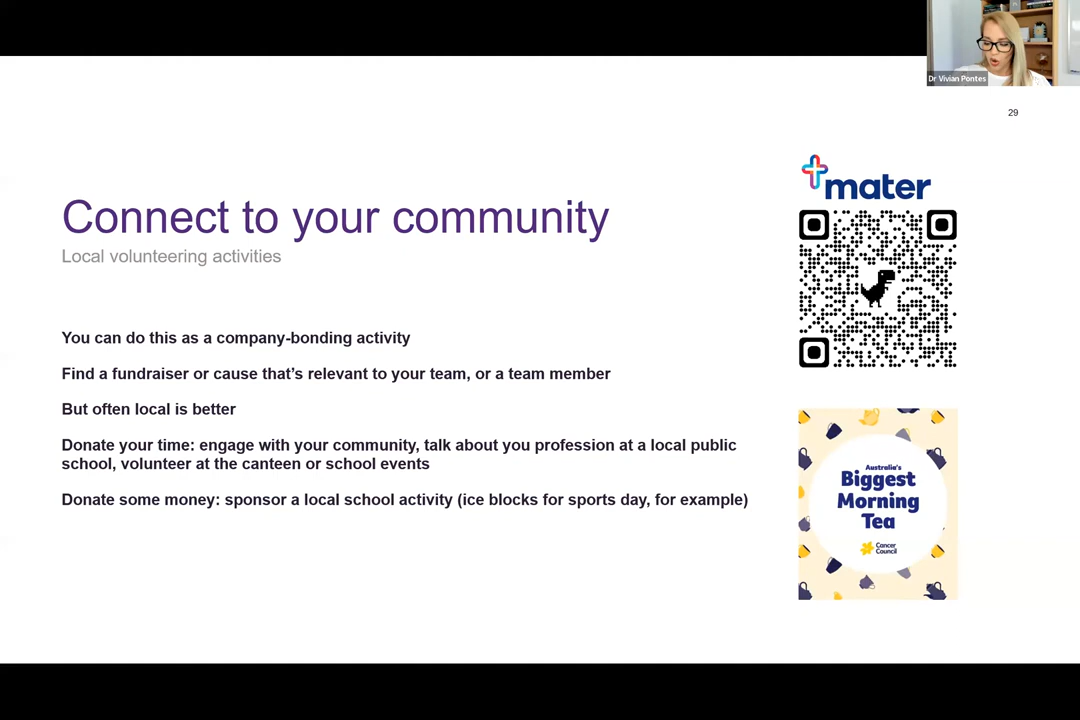 Dr Vivian Pontes
29
mater
Connect to your community
Local volunteering activities
You can do this as a company-bonding activity
Find a fundraiser or cause that’s relevant to your team, or a team member
But often local is better
Donate your time: engage with your community, talk about you profession at a local public
school, volunteer at the canteen or school events
Donate some money: sponsor a local school activity (ice blocks for sports day, for example)
Australia's
Biggest
Morning
Tea
Cancer
Council